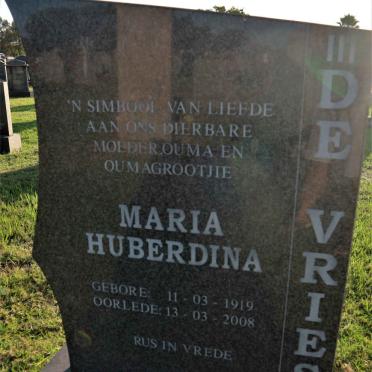 'N SIMBOOL VAN LIEFDE
AAN ONS DIERBARE
MOEDER,OUMA EN
OUMAGROOTJIE
MARIA
HUBERDINA
GEBORE: 11-03-1919
OORLEDE: 13-03-2008
RUS IN VREDE
DE VRIES